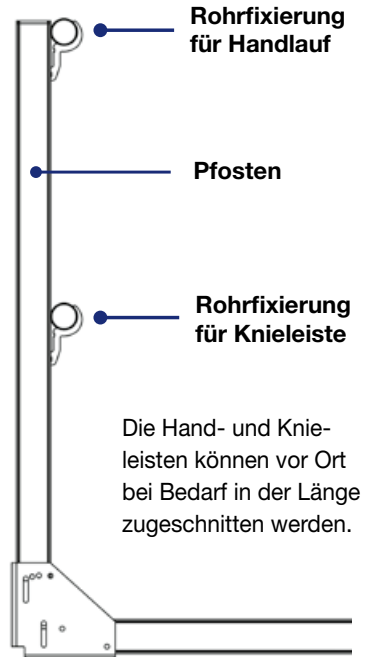 Rohrfixierung
für Handlauf
Pfosten
Rohrfixierung
für Knieleiste
Die Hand- und Knie-
leisten können vor Ort
bei Bedarf in der Länge
zugeschnitten werden.